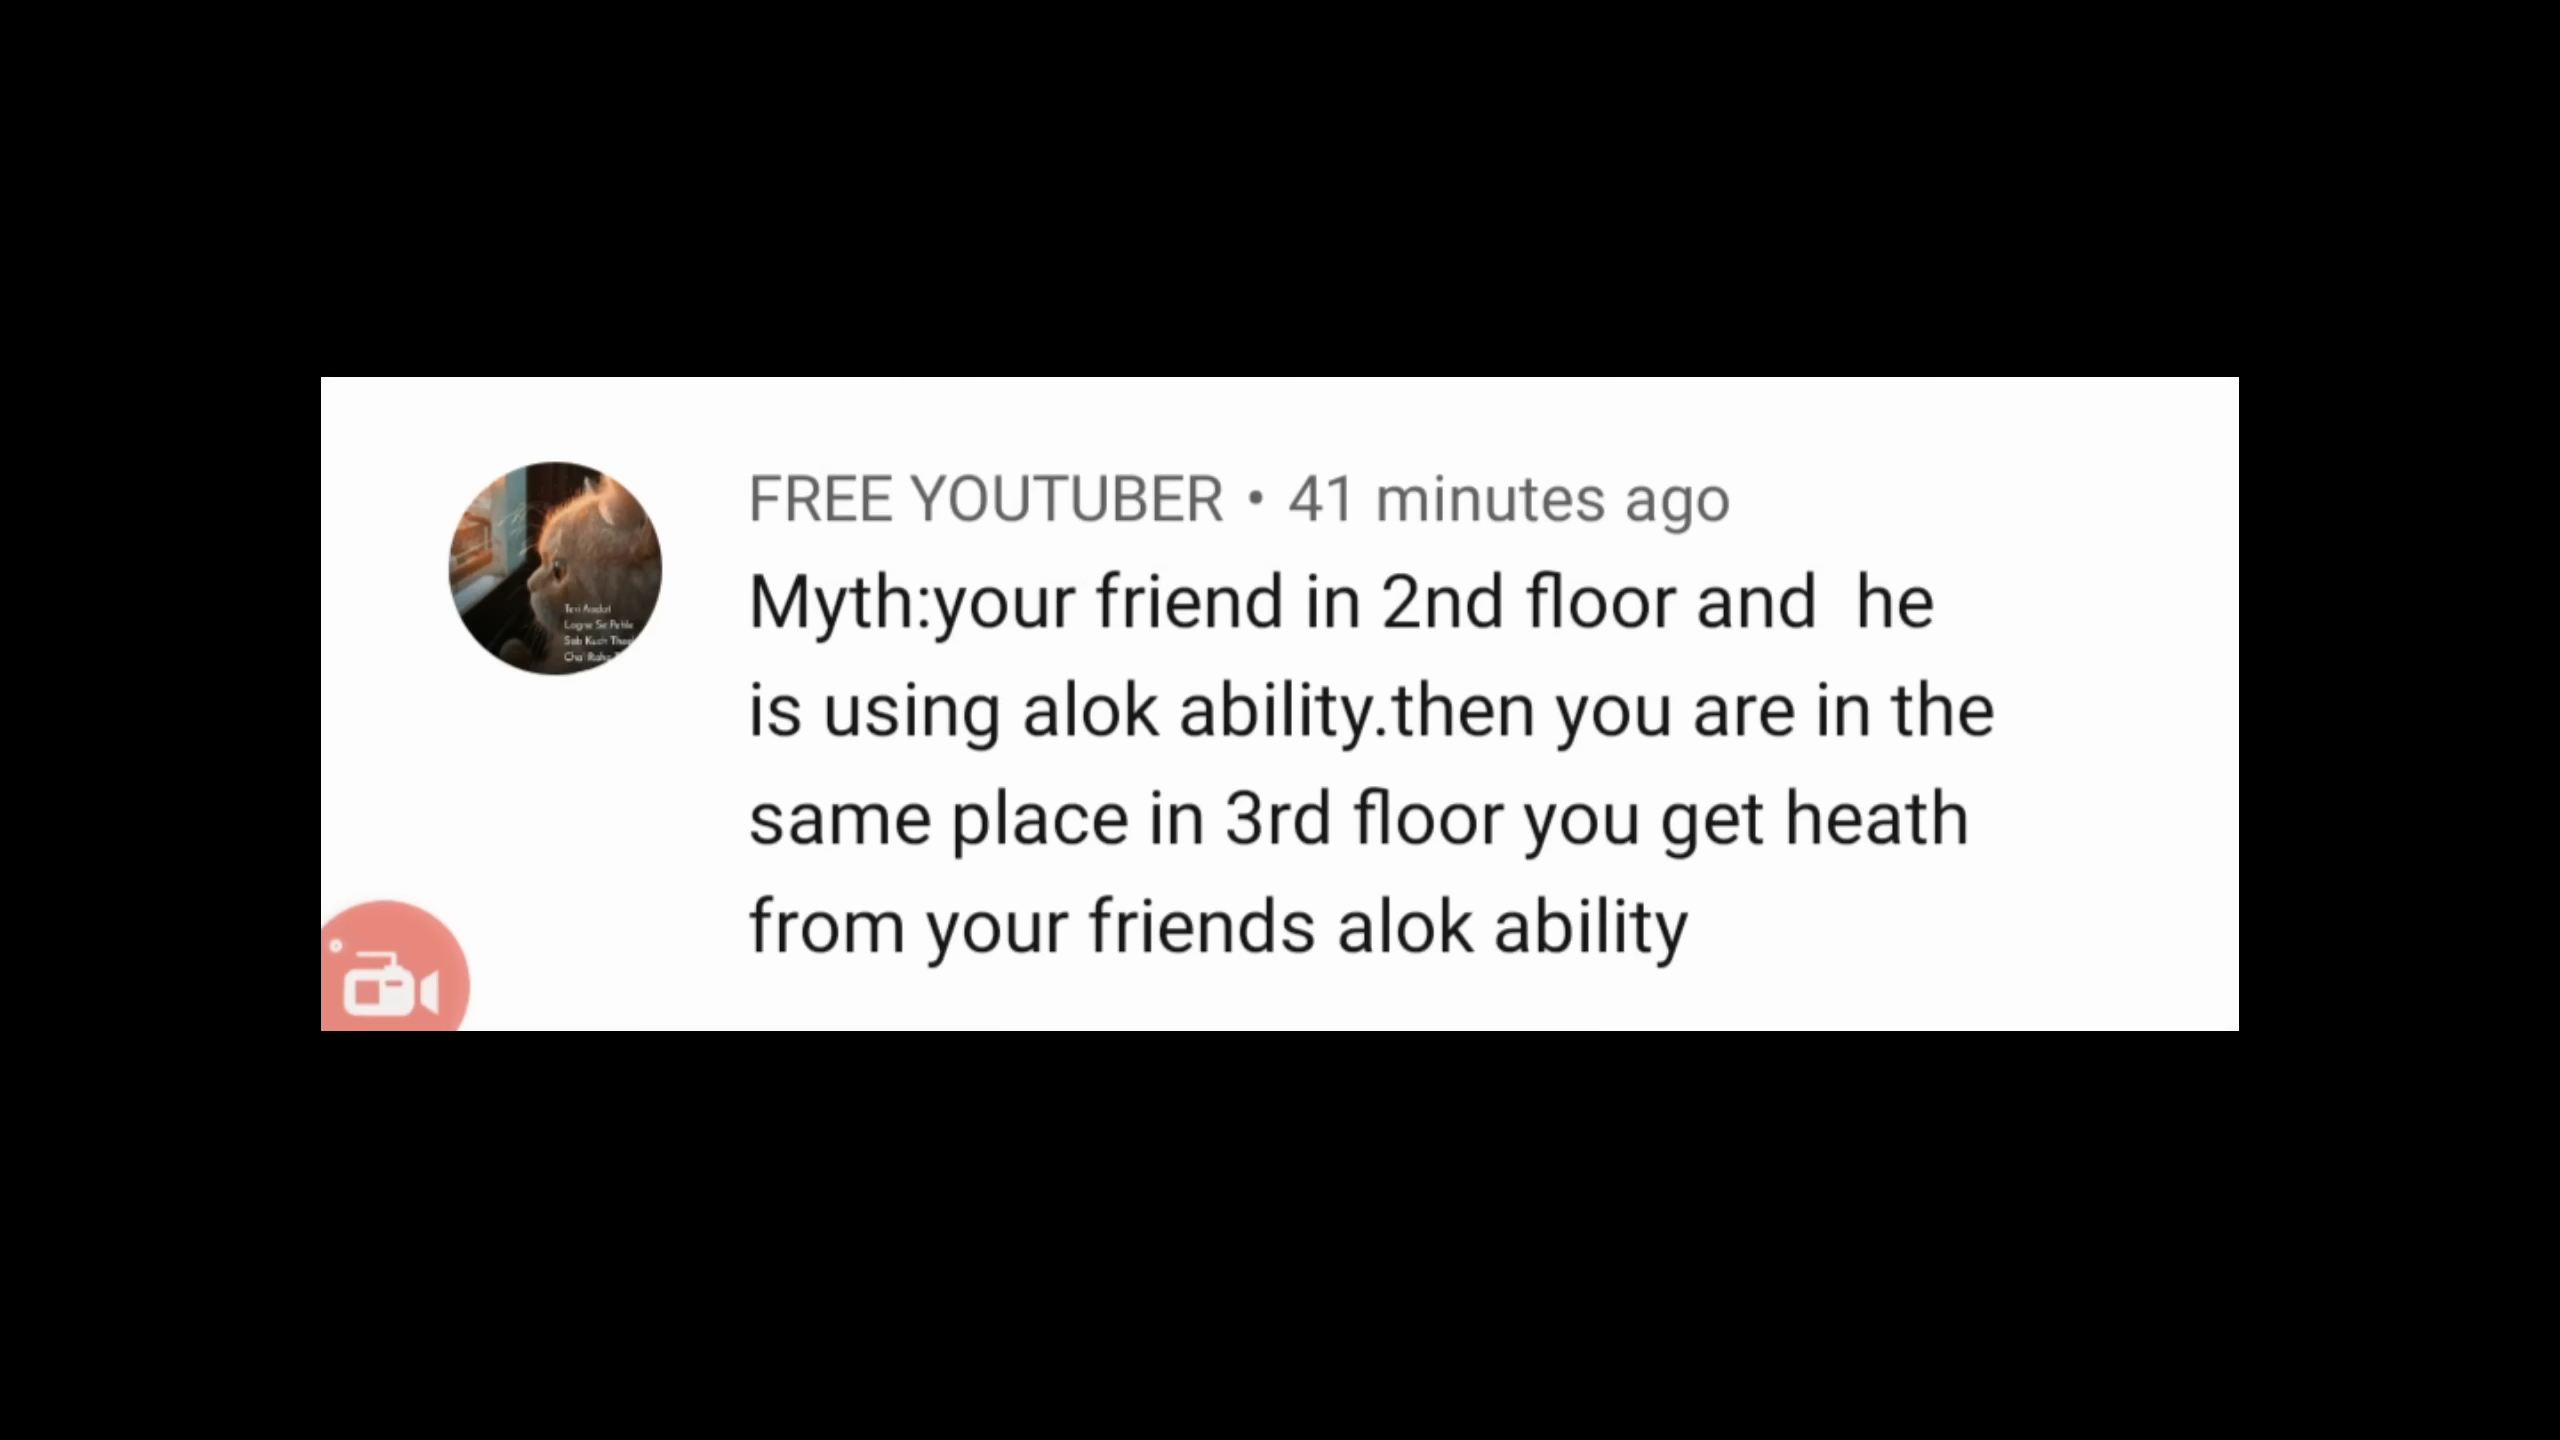 FREE YOUTUBER • 41 minutes ago
Myth:your friend in 2nd floor and  he
is using alok ability.then you are in the
same place in 3rd floor you get heath
from your friends alok ability